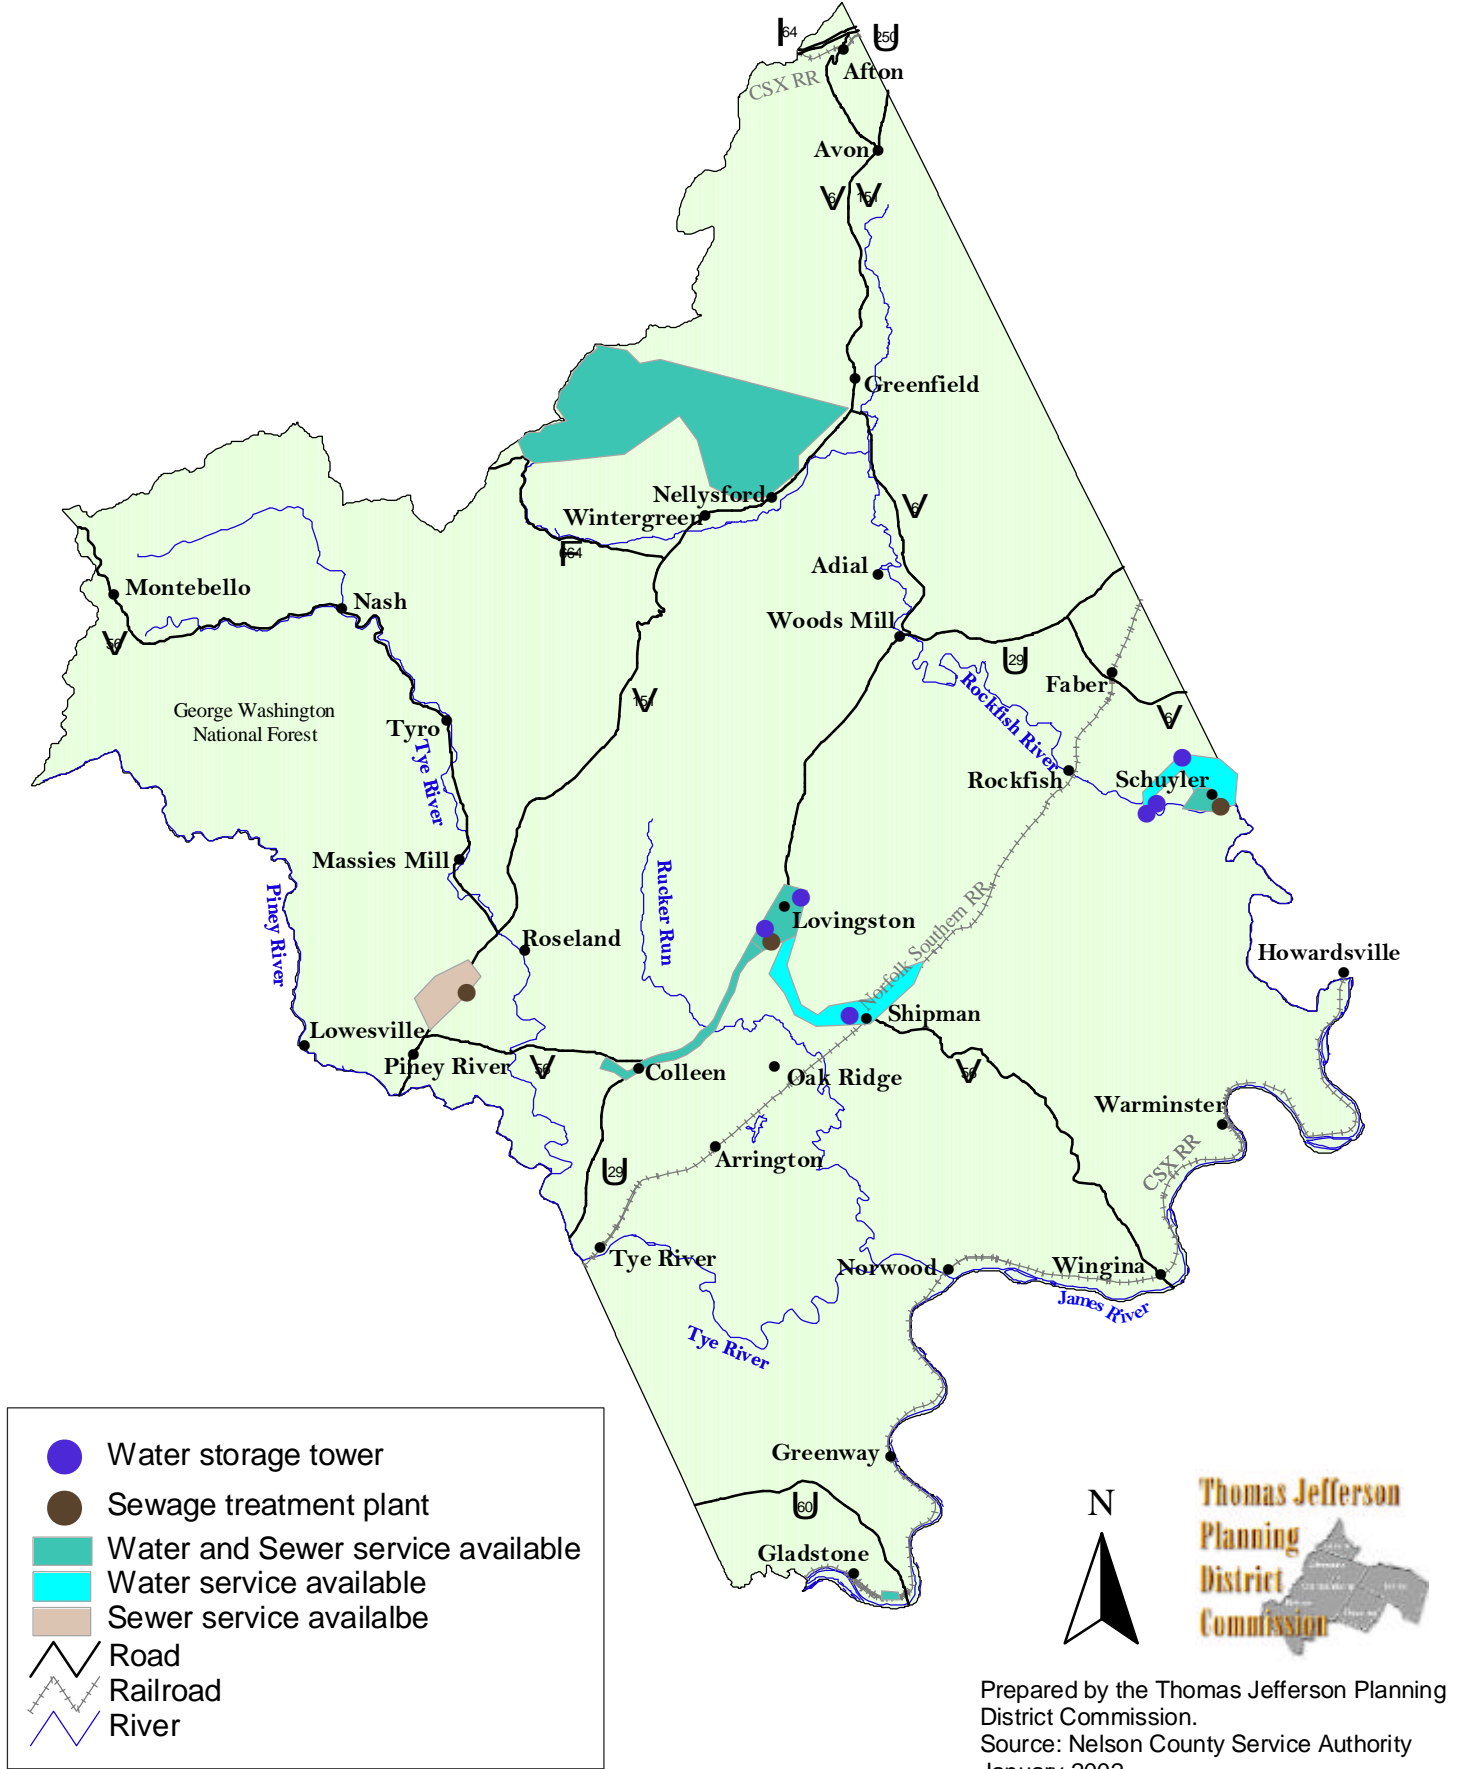 I 64
U 250
Afton
CSX RR
Avon
V 6
V 151
Greenfield
Nellysford
Wintergreen
V 6
F 664
Adial
Montebello
Nash
Woods Mill
V 56
U 29
Faber
Rockfish River
V 151
V 6
George Washington
National Forest
Tyro
Tye River
Rockfish
Schuyler
Massies Mill
Rucker Run
Piney River
Lovingston
Norfolk Southern RR
Roseland
Howardsville
Shipman
Lowesville
Piney River
V 56
Colleen
Oak Ridge
V 56
Warminster
Arrington
CSX RR
U 29
Tye River
Norwood
Wingina
James River
Tye River
Greenway
U 60
Gladstone
Water storage tower
Sewage treatment plant
Water and Sewer service available
Water service available
Sewer service availalbe
Road
Railroad
River
N
Thomas Jefferson
Planning
District
Commission
Prepared by the Thomas Jefferson Planning
District Commission.
Source: Nelson County Service Authority